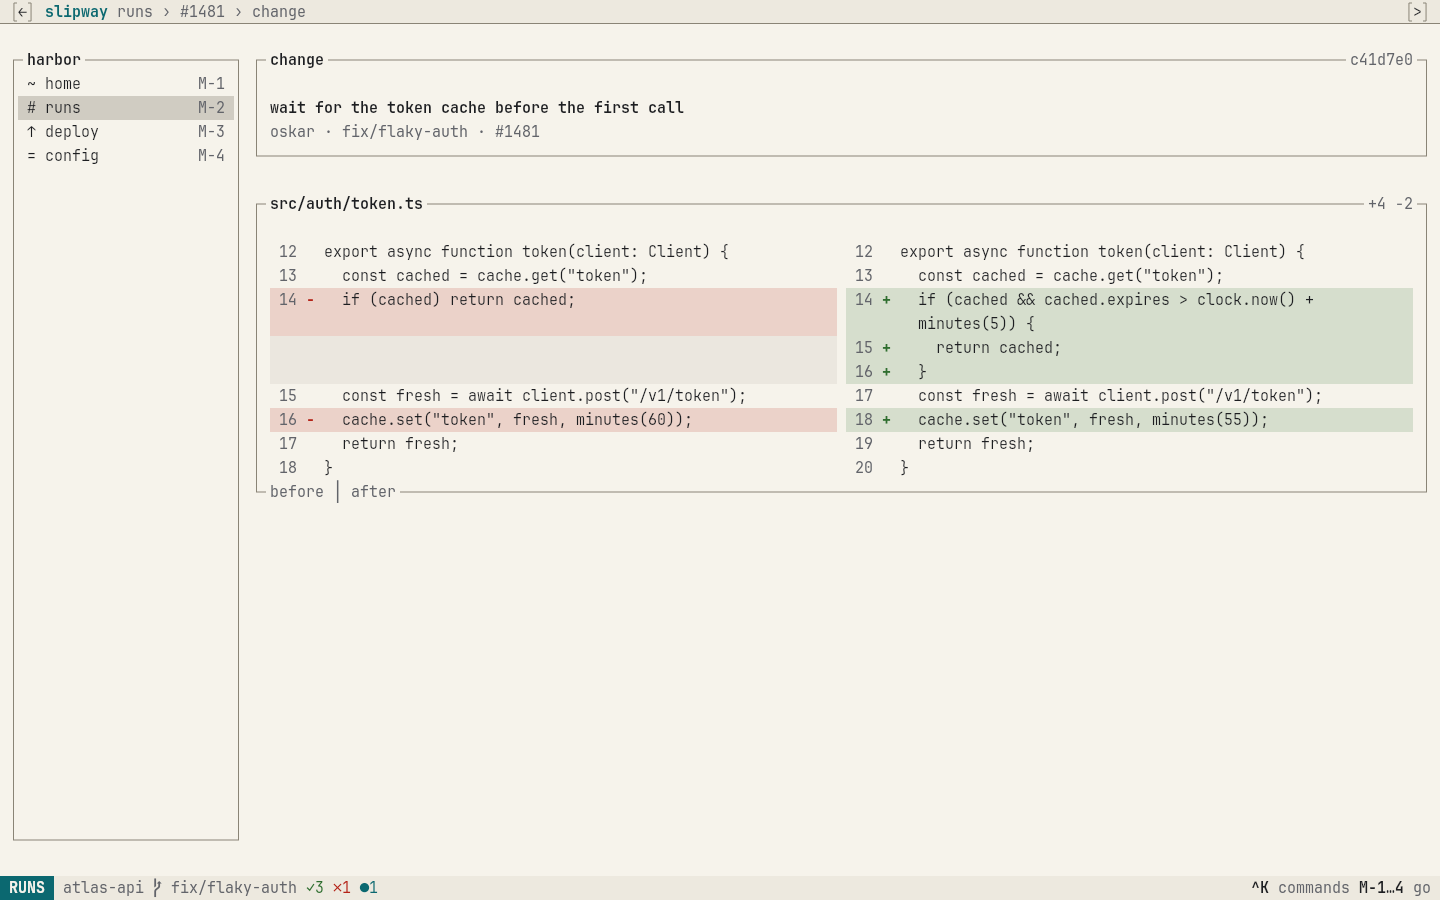 [←] slipway runs › #1481 › change [>]
harbor
~ home M-1
# runs M-2
↑ deploy M-3
= config M-4
change c41d7e0
wait for the token cache before the first call
oskar · fix/flaky-auth · #1481
src/auth/token.ts +4 -2
12 export async function token(client: Client) {
13 const cached = cache.get("token");
14 - if (cached) return cached;
15 const fresh = await client.post("/v1/token");
16 - cache.set("token", fresh, minutes(60));
17 return fresh;
18 }
12 export async function token(client: Client) {
13 const cached = cache.get("token");
14 + if (cached && cached.expires > clock.now() +
minutes(5)) {
15 + return cached;
16 + }
17 const fresh = await client.post("/v1/token");
18 + cache.set("token", fresh, minutes(55));
19 return fresh;
20 }
before │ after
RUNS atlas-api fix/flaky-auth ✓3 ×1 ●1 ^K commands M-1…4 go